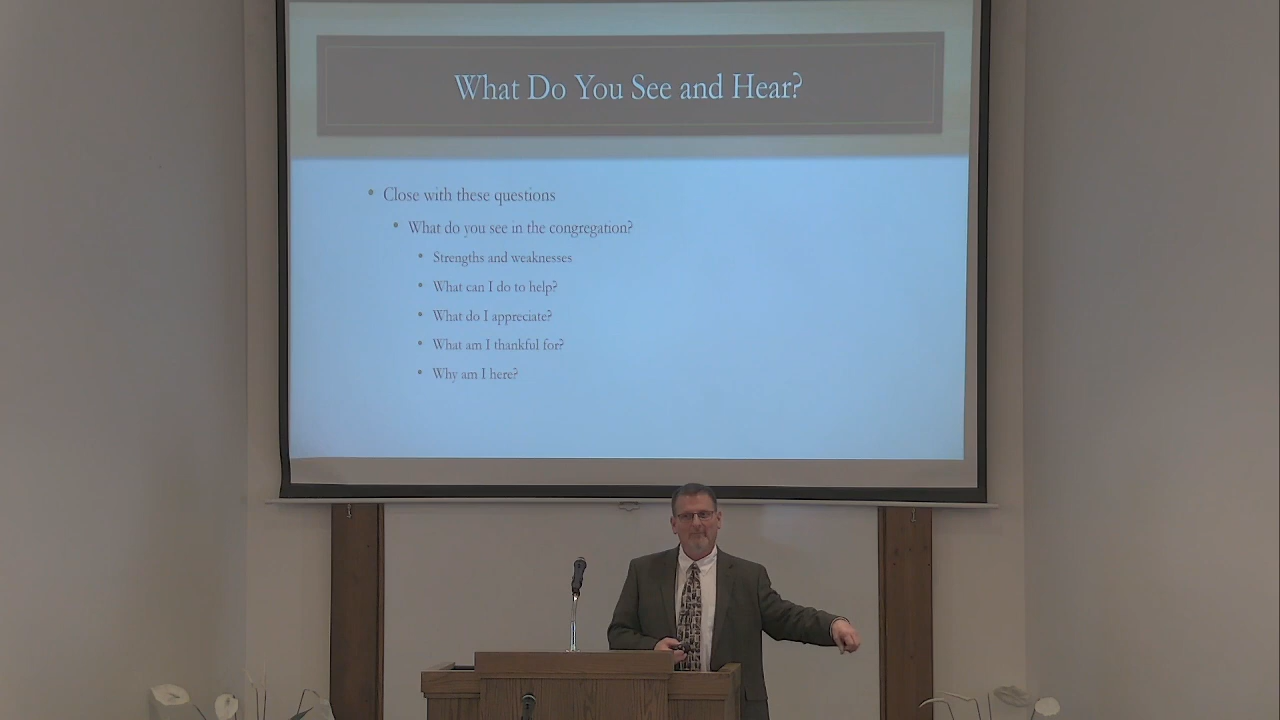 What Do You See and Hear?
• Close with these questions
• What do you see in the congregation?
• Strengths and weaknesses
• What can I do to help?
• What do I appreciate?
• What am I thankful for?
• Why am I here?